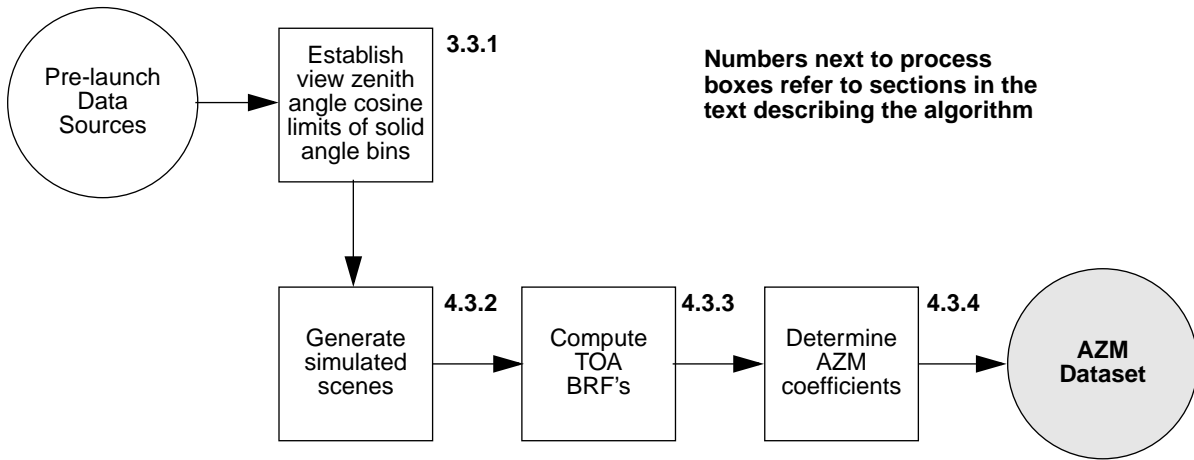 Pre-launch
Data
Sources
Establish
view zenith
angle cosine
limits of solid
angle bins
3.3.1
Numbers next to process
boxes refer to sections in the
text describing the algorithm
Generate
simulated
scenes
4.3.2
Compute
TOA
BRF's
4.3.3
Determine
AZM
coefficients
4.3.4
AZM
Dataset